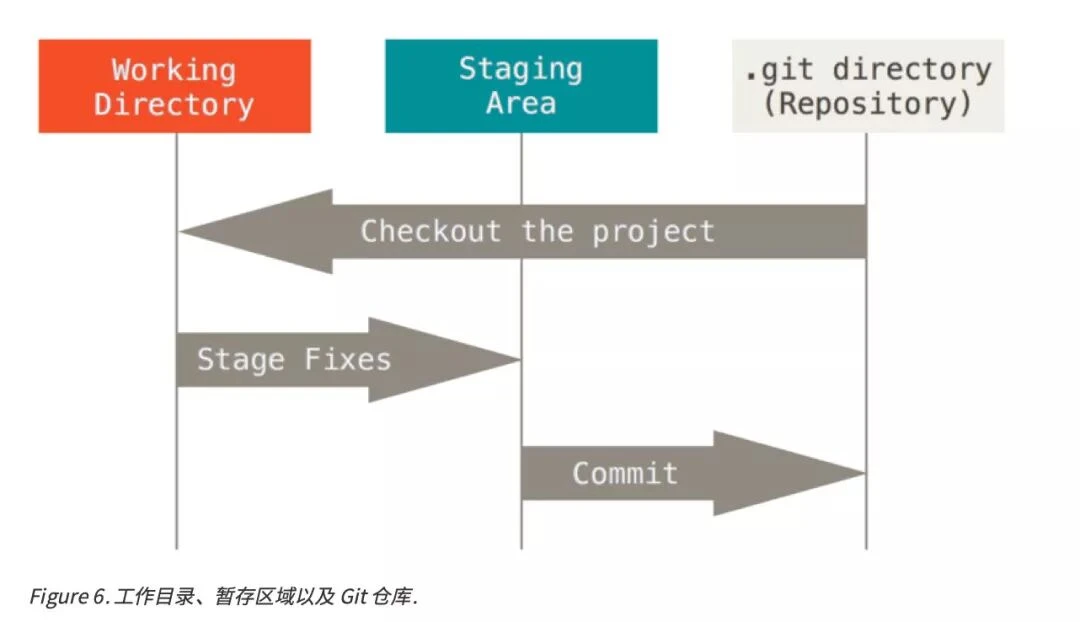 Working
Directory
Staging
Area
.git directory
(Repository)
Checkout the project
Stage Fixes
Commit
Figure 6. 工作目录、暂存区域以及 Git 仓库.